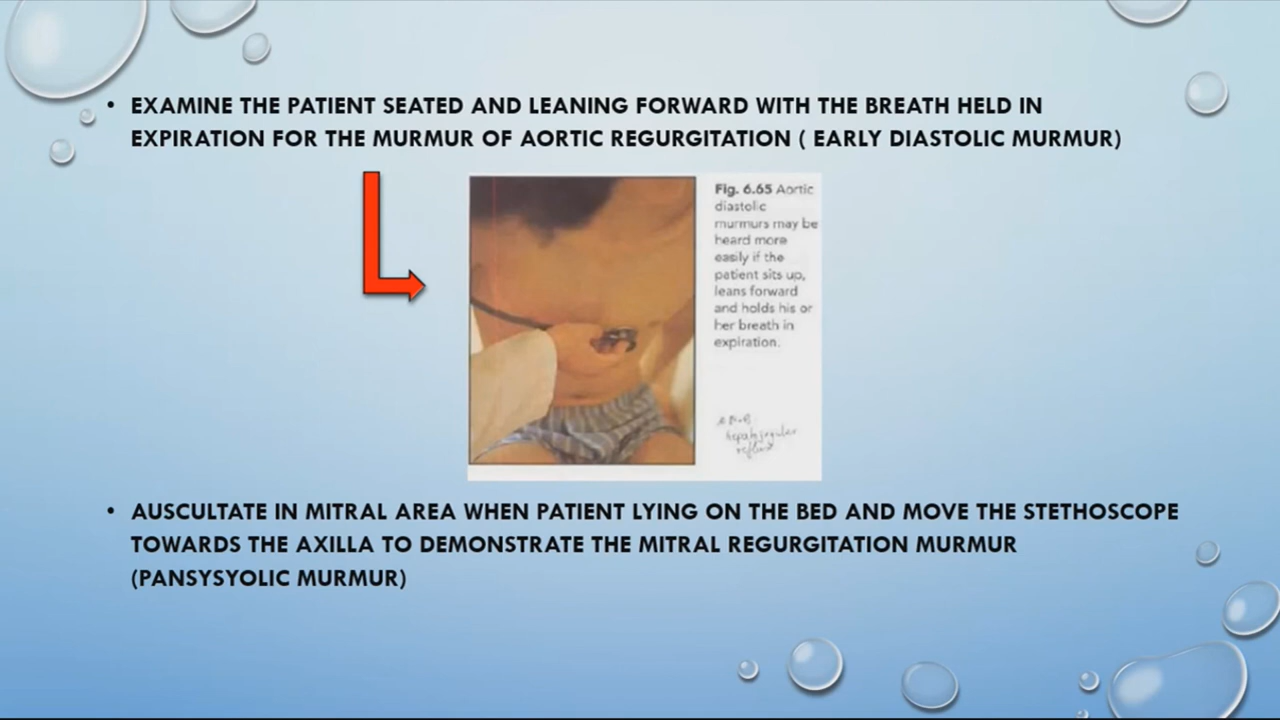 • EXAMINE THE PATIENT SEATED AND LEANING FORWARD WITH THE BREATH HELD IN
EXPIRATION FOR THE MURMUR OF AORTIC REGURGITATION ( EARLY DIASTOLIC MURMUR)
Fig. 6.65 Aortic
diastolic
murmurs may be
heard more
easily if the
patient sits up,
leans forward
and holds his or
her breath in
expiration.
• AUSCULTATE IN MITRAL AREA WHEN PATIENT LYING ON THE BED AND MOVE THE STETHOSCOPE
TOWARDS THE AXILLA TO DEMONSTRATE THE MITRAL REGURGITATION MURMUR
(PANSYSYOLIC MURMUR)